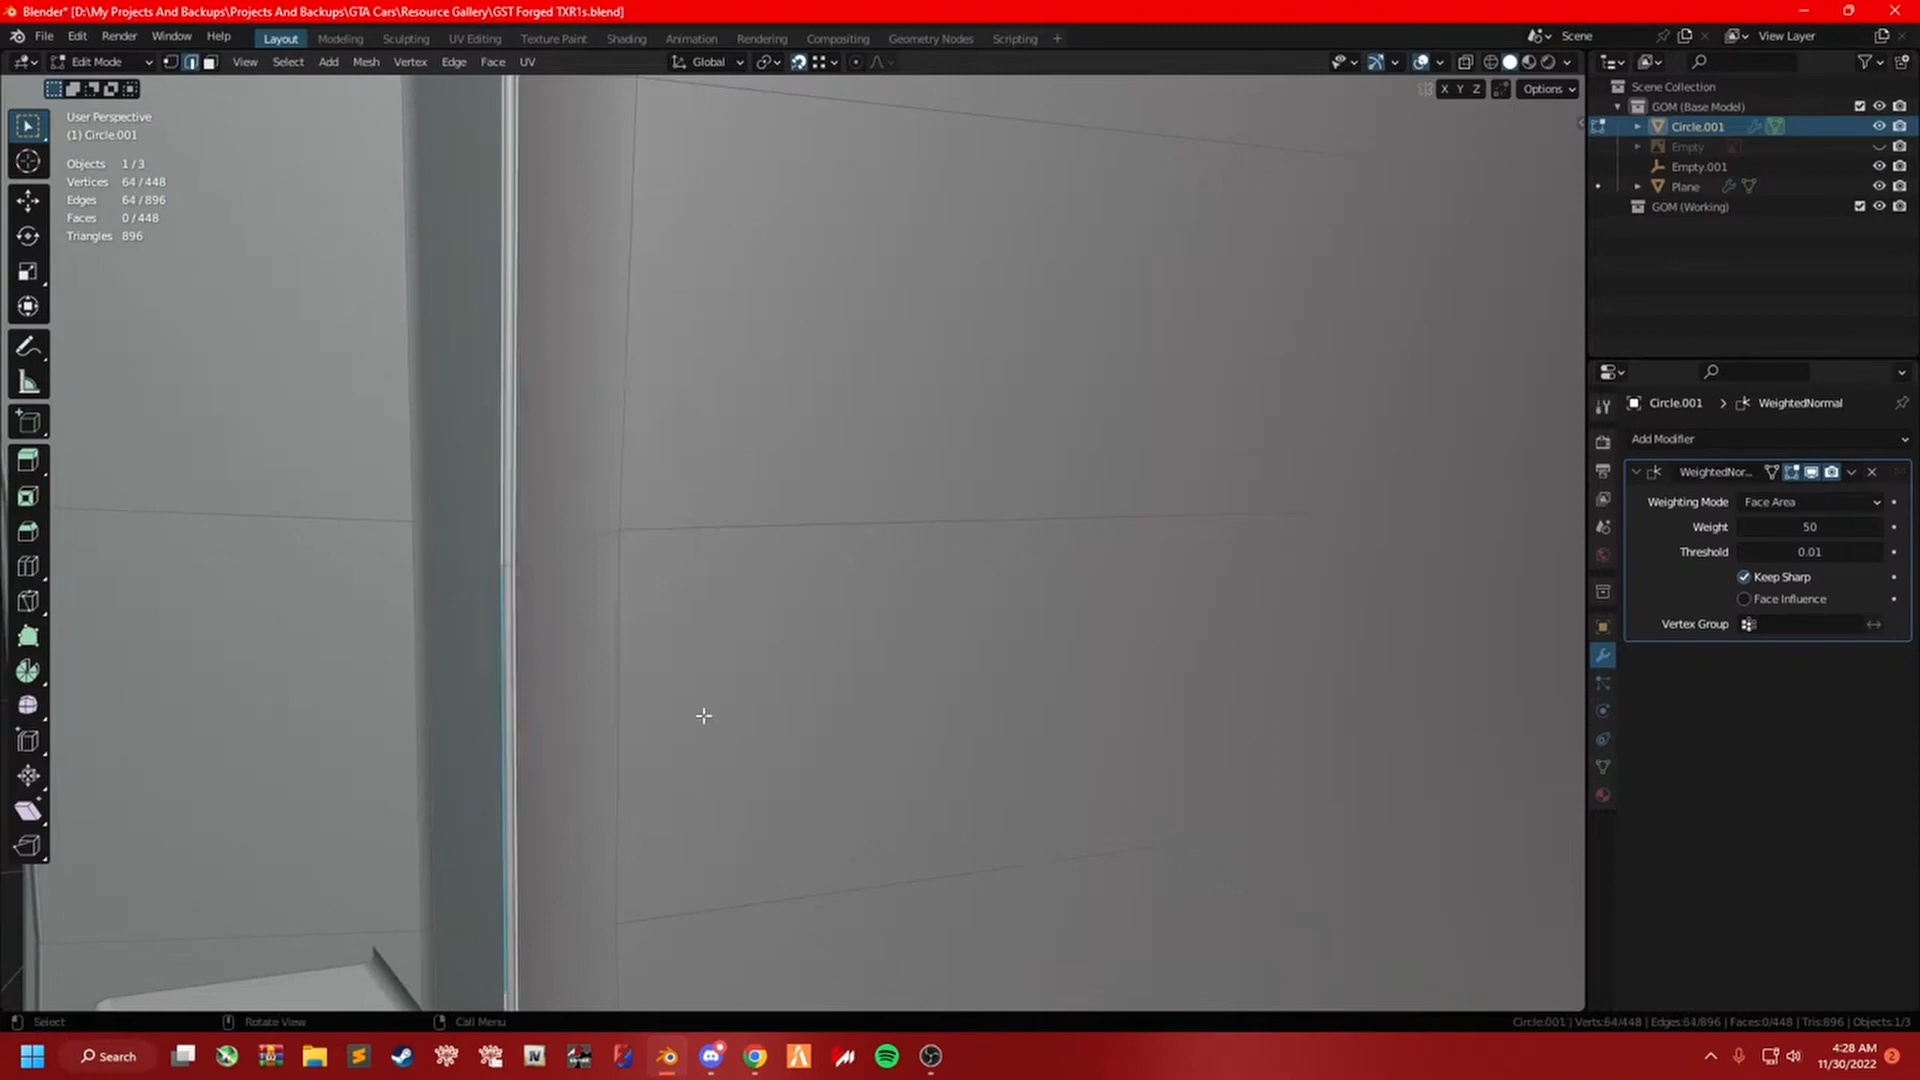 Blender* [D:\My Projects And Backups\Projects And Backups\GTA Cars\Resource Gallery\GST Forged TXR1s.blend]
File Edit Render Window Help Layout Modeling Sculpting UV Editing Texture Paint Shading Animation Rendering Compositing Geometry Nodes Scripting + Scene View Layer
Edit Mode View Select Add Mesh Vertex Edge Face UV Global
X Y Z Options
User Perspective
(1) Circle.001
Objects 1 / 3
Vertices 64 / 448
Edges 64 / 896
Faces 0 / 448
Triangles 896
Scene Collection
GOM (Base Model)
Circle.001
Empty
Empty.001
Plane
GOM (Working)
Circle.001 > WeightedNormal
Add Modifier
WeightedNor...
Weighting Mode Face Area
Weight 50
Threshold 0.01
Keep Sharp
Face Influence
Vertex Group
Select Rotate View Call Menu Circle.001 | Verts:64/448 | Edges:64/896 | Faces:0/448 | Tris:896 | Objects:1/3
Search
4:28 AM
11/30/2022
2